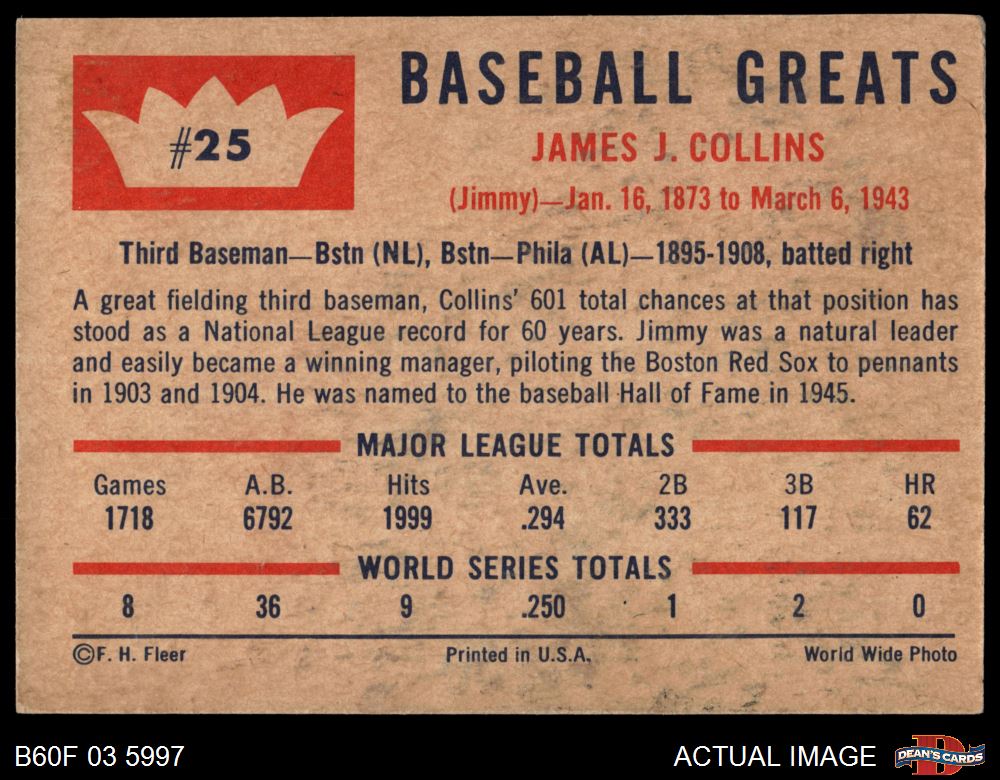 #25
BASEBALL GREATS
JAMES J. COLLINS
(Jimmy)—Jan. 16, 1873 to March 6, 1943
Third Baseman—Bstn (NL), Bstn—Phila (AL)—1895-1908, batted right
A great fielding third baseman, Collins' 601 total chances at that position has
stood as a National League record for 60 years. Jimmy was a natural leader
and easily became a winning manager, piloting the Boston Red Sox to pennants
in 1903 and 1904. He was named to the baseball Hall of Fame in 1945.
MAJOR LEAGUE TOTALS
Games A.B. Hits Ave. 2B 3B HR
1718 6792 1999 .294 333 117 62
WORLD SERIES TOTALS
8 36 9 .250 1 2 0
©F. H. Fleer Printed in U.S.A. World Wide Photo
B60F 03 5997 ACTUAL IMAGE DEAN'S CARDS